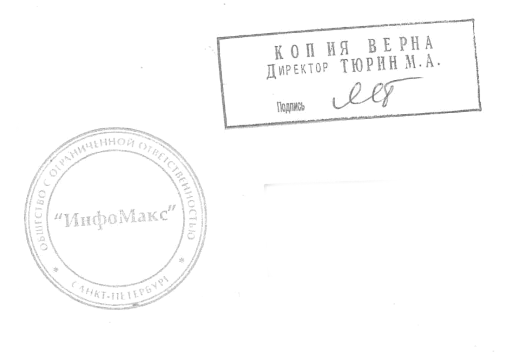 КОПИЯ ВЕРНА
ДИРЕКТОР ТЮРИН М.А.
Подпись
ОБЩЕСТВО С ОГРАНИЧЕННОЙ ОТВЕТСТВЕННОСТЬЮ
"ИнфоМакс"
САНКТ-ПЕТЕРБУРГ